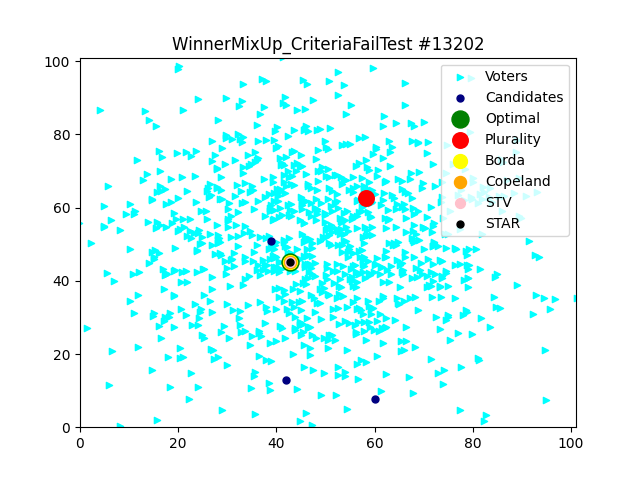 WinnerMixUp_CriteriaFailTest #13202
100
80
60
40
20
0
0 20 40 60 80 100
Voters
Candidates
Optimal
Plurality
Borda
Copeland
STV
STAR